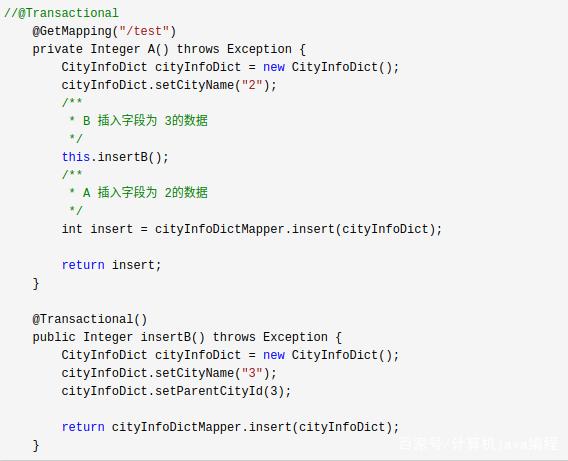 //@Transactional
@GetMapping("/test")
private Integer A() throws Exception {
CityInfoDict cityInfoDict = new CityInfoDict();
cityInfoDict.setCityName("2");
/**
* B 插入字段为 3的数据
*/
this.insertB();
/**
* A 插入字段为 2的数据
*/
int insert = cityInfoDictMapper.insert(cityInfoDict);
return insert;
}
@Transactional()
public Integer insertB() throws Exception {
CityInfoDict cityInfoDict = new CityInfoDict();
cityInfoDict.setCityName("3");
cityInfoDict.setParentCityId(3);
return cityInfoDictMapper.insert(cityInfoDict);
}
百家号/计算机java编程